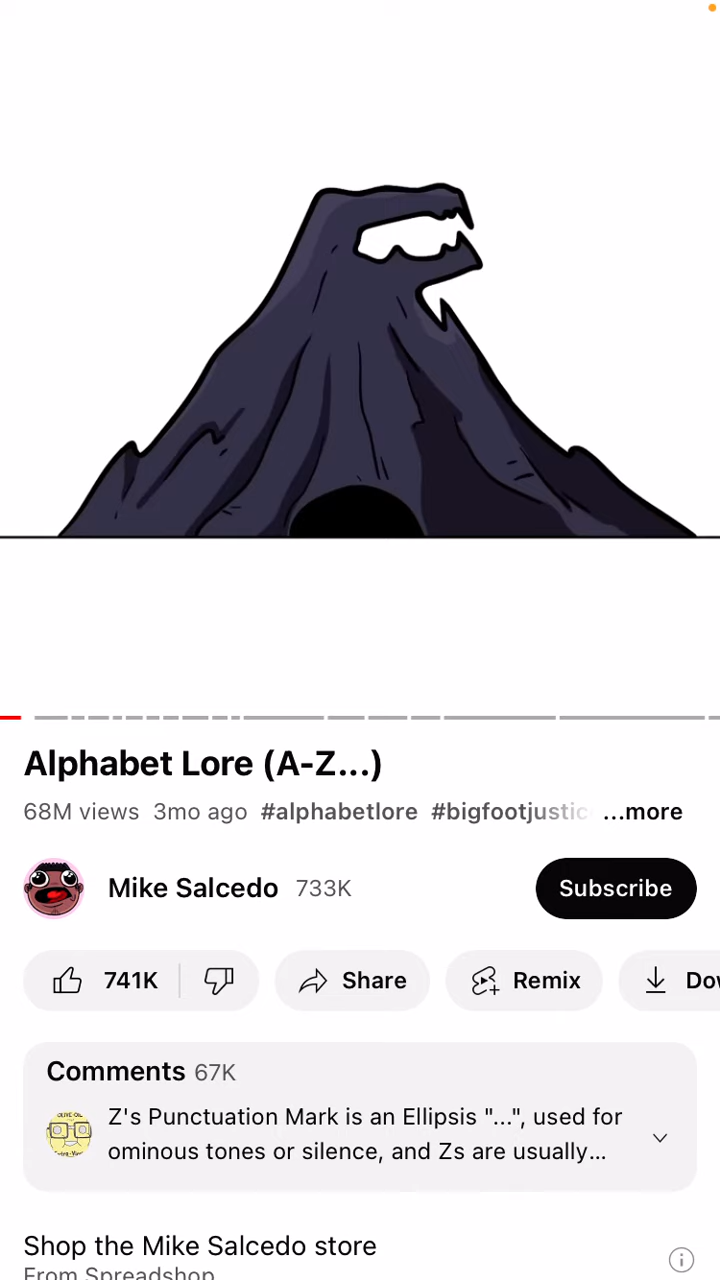 Alphabet Lore (A-Z...)
68M views 3mo ago #alphabetlore #bigfootjustic ...more
Mike Salcedo 733K
Subscribe
741K
Share
Remix
Dov
Comments 67K
Z's Punctuation Mark is an Ellipsis "...", used for
ominous tones or silence, and Zs are usually...
Shop the Mike Salcedo store
From Spreadshop